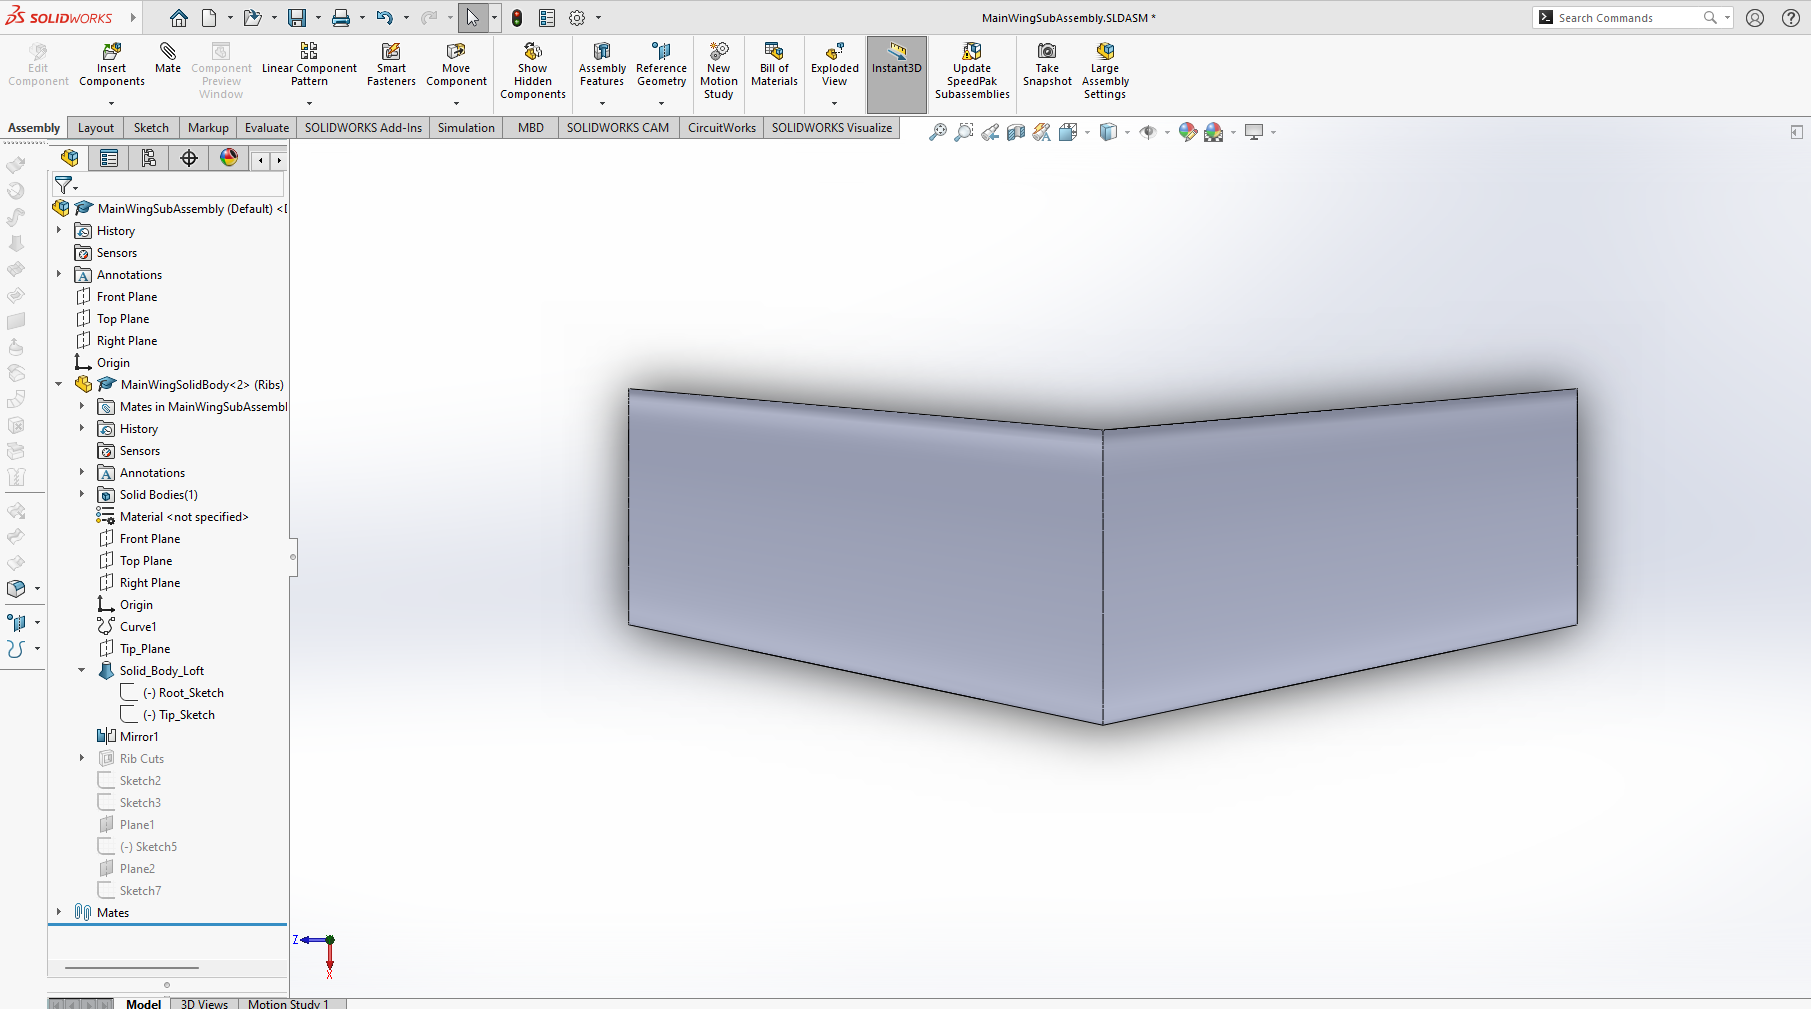 SOLIDWORKS
MainWingSubAssembly.SLDASM *
Search Commands
Edit Component
Insert Components
Mate
Component Preview Window
Linear Component Pattern
Smart Fasteners
Move Component
Show Hidden Components
Assembly Features
Reference Geometry
New Motion Study
Bill of Materials
Exploded View
Instant3D
Update SpeedPak Subassemblies
Take Snapshot
Large Assembly Settings
Assembly
Layout
Sketch
Markup
Evaluate
SOLIDWORKS Add-Ins
Simulation
MBD
SOLIDWORKS CAM
CircuitWorks
SOLIDWORKS Visualize
MainWingSubAssembly (Default) <
History
Sensors
Annotations
Front Plane
Top Plane
Right Plane
Origin
MainWingSolidBody<2> (Ribs)
Mates in MainWingSubAssembl
History
Sensors
Annotations
Solid Bodies(1)
Material <not specified>
Front Plane
Top Plane
Right Plane
Origin
Curve1
Tip_Plane
Solid_Body_Loft
(-) Root_Sketch
(-) Tip_Sketch
Mirror1
Rib Cuts
Sketch2
Sketch3
Plane1
(-) Sketch5
Plane2
Sketch7
Mates
Z
X
Model
3D Views
Motion Study 1